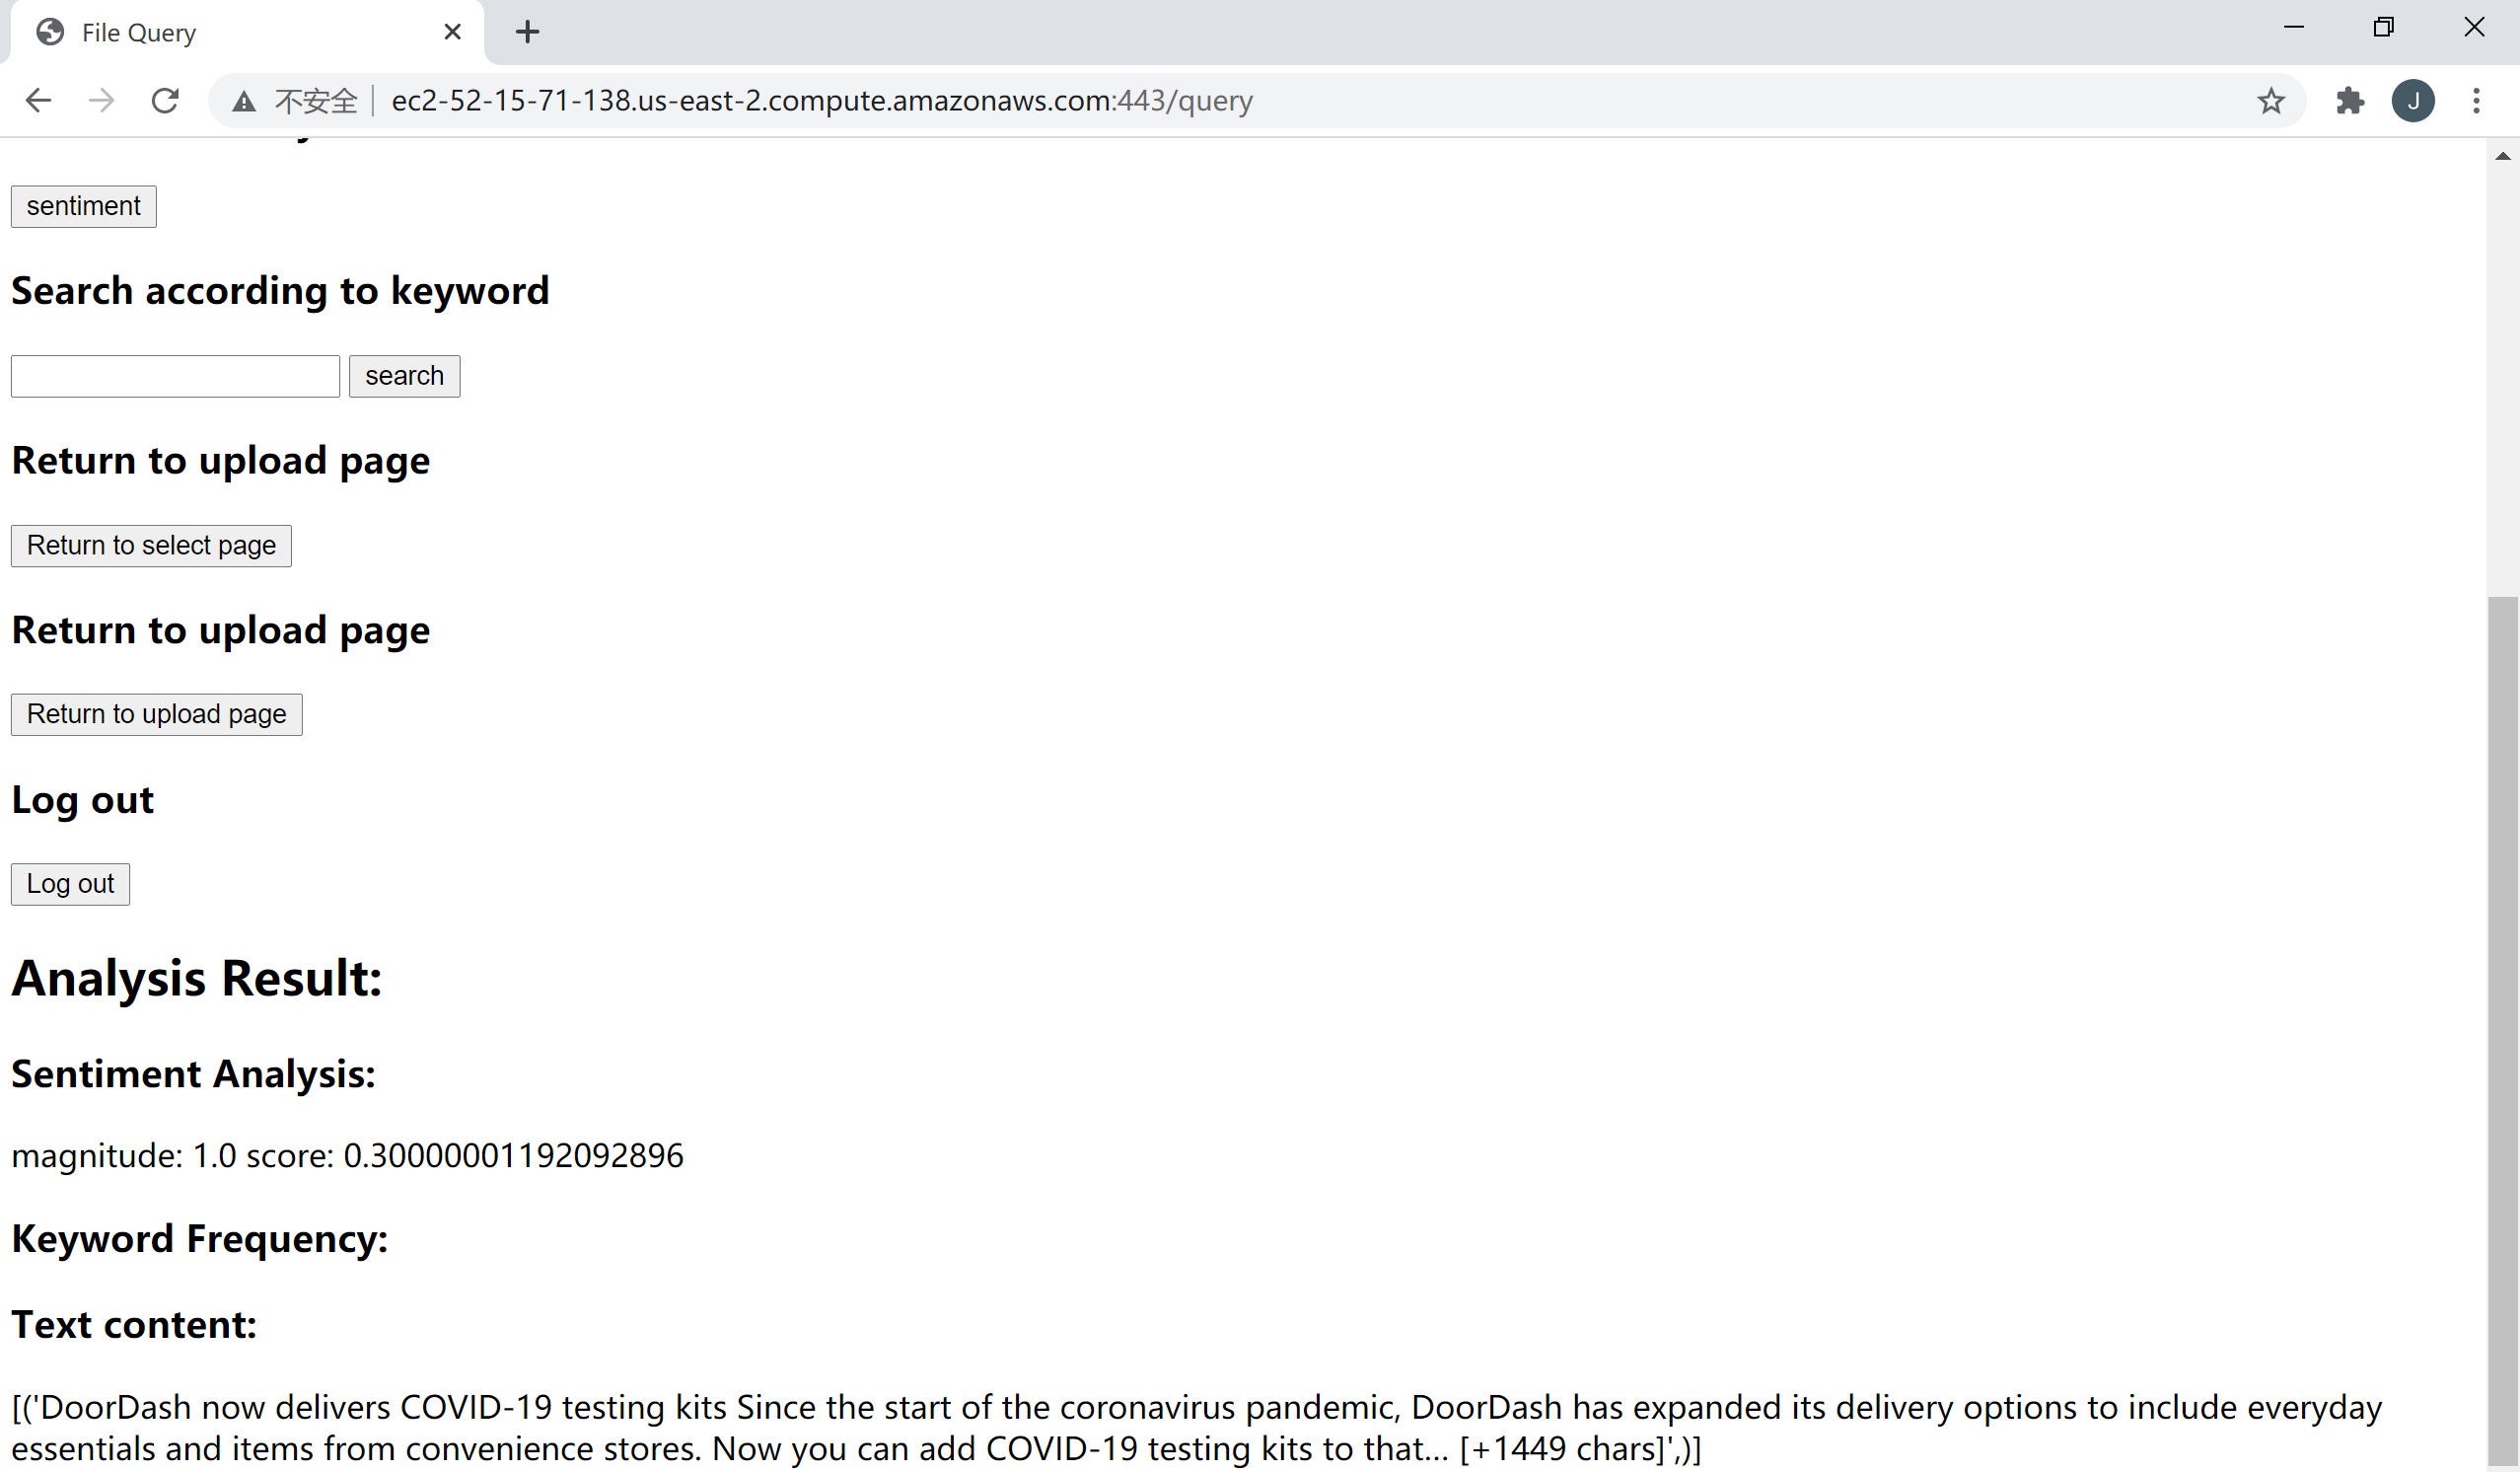 File Query
不安全 ec2-52-15-71-138.us-east-2.compute.amazonaws.com:443/query
J
sentiment
Search according to keyword
search
Return to upload page
Return to select page
Return to upload page
Return to upload page
Log out
Log out
Analysis Result:
Sentiment Analysis:
magnitude: 1.0 score: 0.30000001192092896
Keyword Frequency:
Text content:
[('DoorDash now delivers COVID-19 testing kits Since the start of the coronavirus pandemic, DoorDash has expanded its delivery options to include everyday
essentials and items from convenience stores. Now you can add COVID-19 testing kits to that… [+1449 chars]',)]